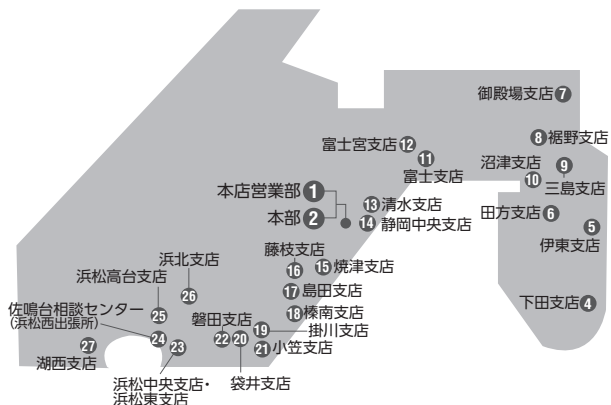 御殿場支店 7
8 裾野支店
富士宮支店 12
11
富士支店
沼津支店
10
9
三島支店
本店営業部 1
本部 2
13 清水支店
14 静岡中央支店
田方支店 6
5
伊東支店
藤枝支店
16
15 焼津支店
浜北支店
26
浜松高台支店
25
17 島田支店
下田支店 4
佐鳴台相談センター
(浜松西出張所)
24
18 榛南支店
磐田支店
22
20
19
掛川支店
27
湖西支店
23
21 小笠支店
浜松中央支店・
浜松東支店
袋井支店